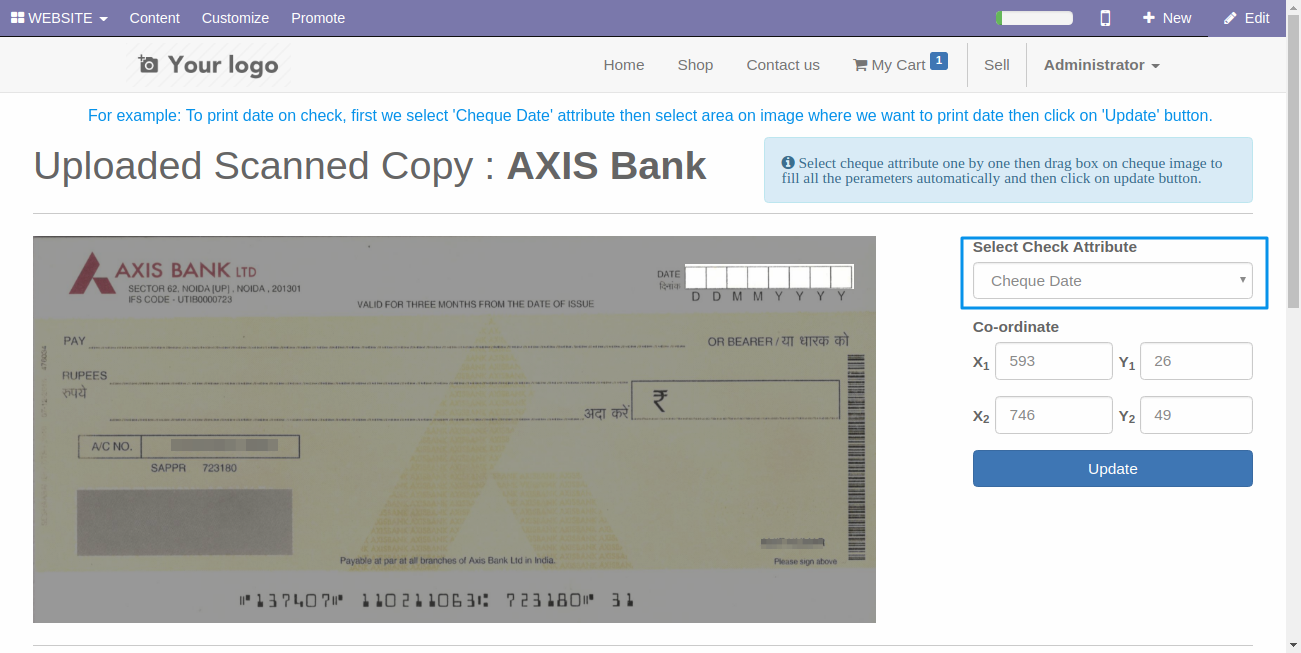 WEBSITE Content Customize Promote New Edit
Your logo Home Shop Contact us My Cart 1 Sell Administrator
For example: To print date on check, first we select 'Cheque Date' attribute then select area on image where we want to print date then click on 'Update' button.
Uploaded Scanned Copy : AXIS Bank
Select cheque attribute one by one then drag box on cheque image to
fill all the perameters automatically and then click on update button.
AXIS BANK LTD
SECTOR 62, NOIDA [UP] , NOIDA , 201301
IFS CODE - UTIB0000723
VALID FOR THREE MONTHS FROM THE DATE OF ISSUE
DATE
दिनांक
D D M M Y Y Y Y
PAY
OR BEARER / या धारक को
RUPEES
रुपये
अदा करें ₹
A/C NO.
SAPPR 723180
Payable at par at all branches of Axis Bank Ltd in India.
Please sign above
⑈137407⑈ 110211063⑆ 723180⑈ 31
Select Check Attribute
Cheque Date
Co-ordinate
X1 593 Y1 26
X2 746 Y2 49
Update